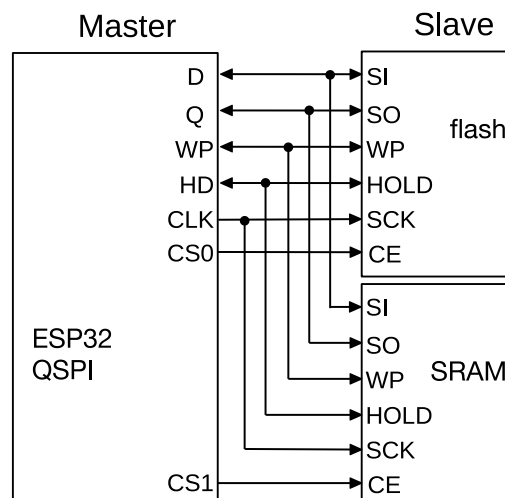 Master
Slave
D
Q
WP
HD
CLK
CS0
ESP32
QSPI
CS1
SI
SO
WP
HOLD
SCK
CE
flash
SI
SO
WP
HOLD
SCK
CE
SRAM